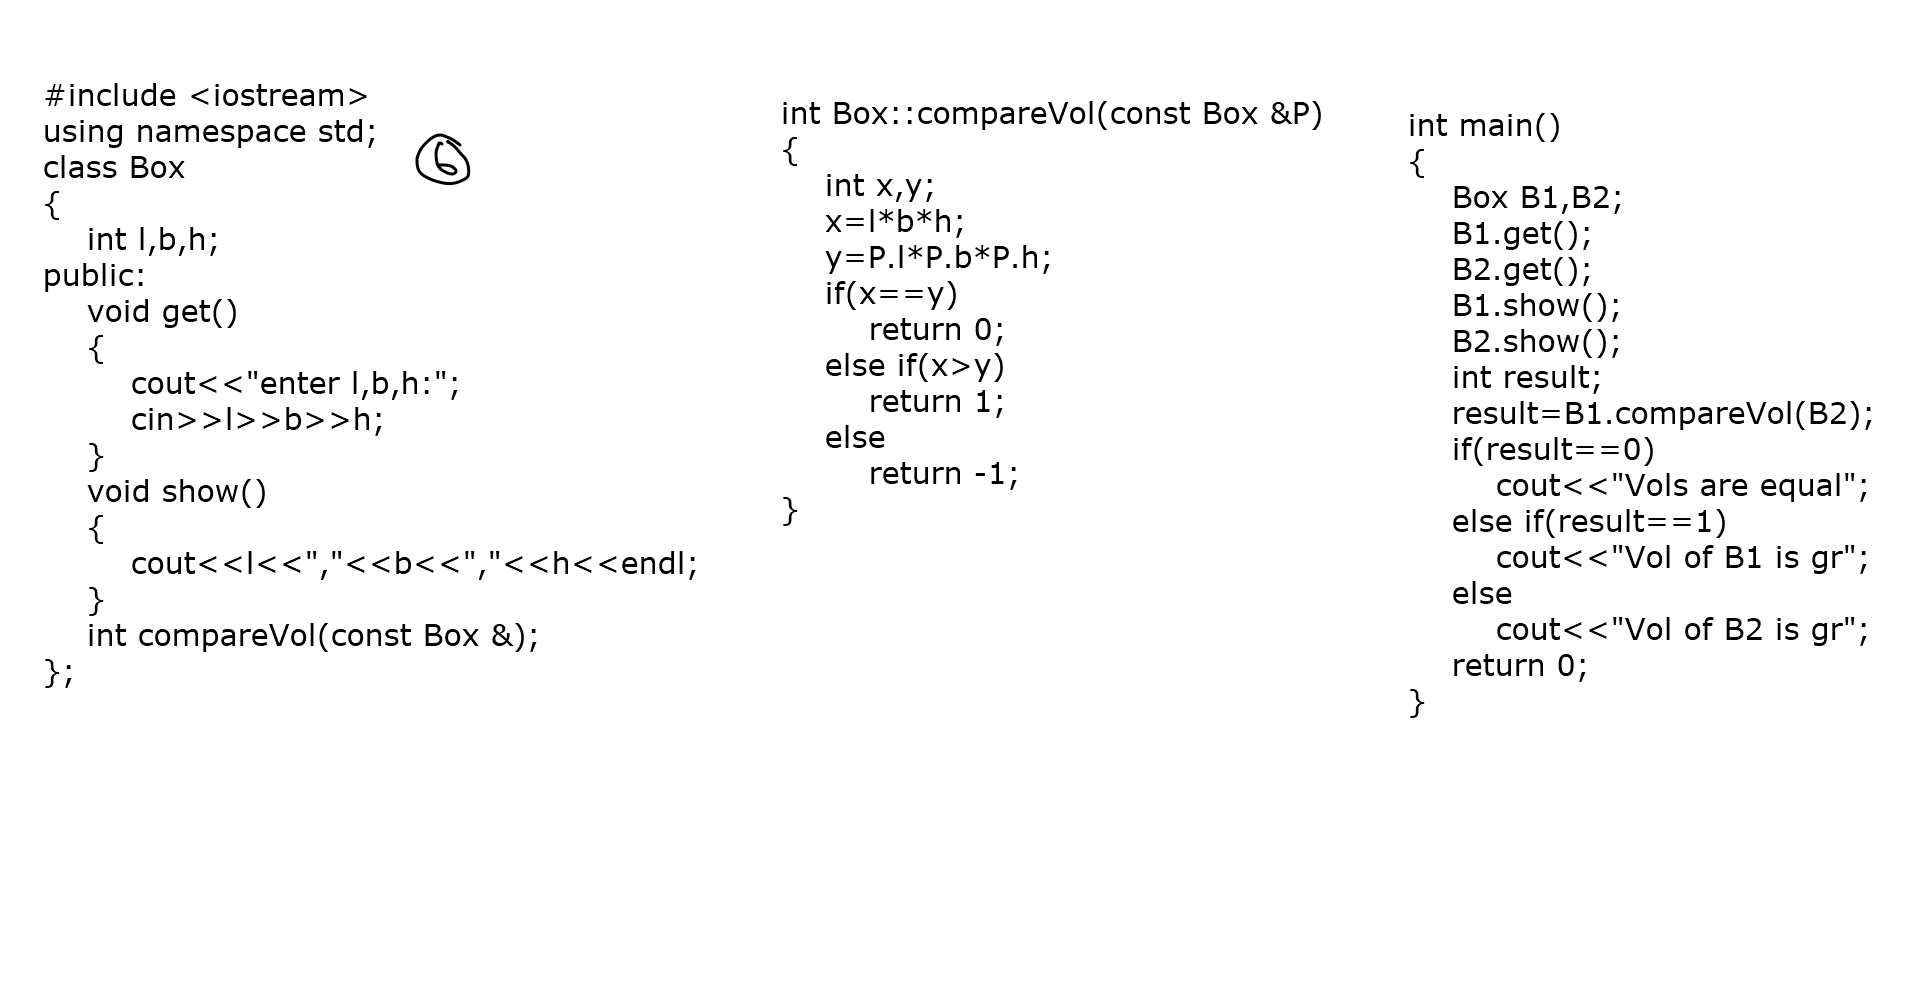 #include <iostream>
using namespace std;
class Box
{
int l,b,h;
public:
void get()
{
cout<<"enter l,b,h:";
cin>>l>>b>>h;
}
void show()
{
cout<<l<<","<<b<<","<<h<<endl;
}
int compareVol(const Box &);
};
6
int Box::compareVol(const Box &P)
{
int x,y;
x=l*b*h;
y=P.l*P.b*P.h;
if(x==y)
return 0;
else if(x>y)
return 1;
else
return -1;
}
int main()
{
Box B1,B2;
B1.get();
B2.get();
B1.show();
B2.show();
int result;
result=B1.compareVol(B2);
if(result==0)
cout<<"Vols are equal";
else if(result==1)
cout<<"Vol of B1 is gr";
else
cout<<"Vol of B2 is gr";
return 0;
}